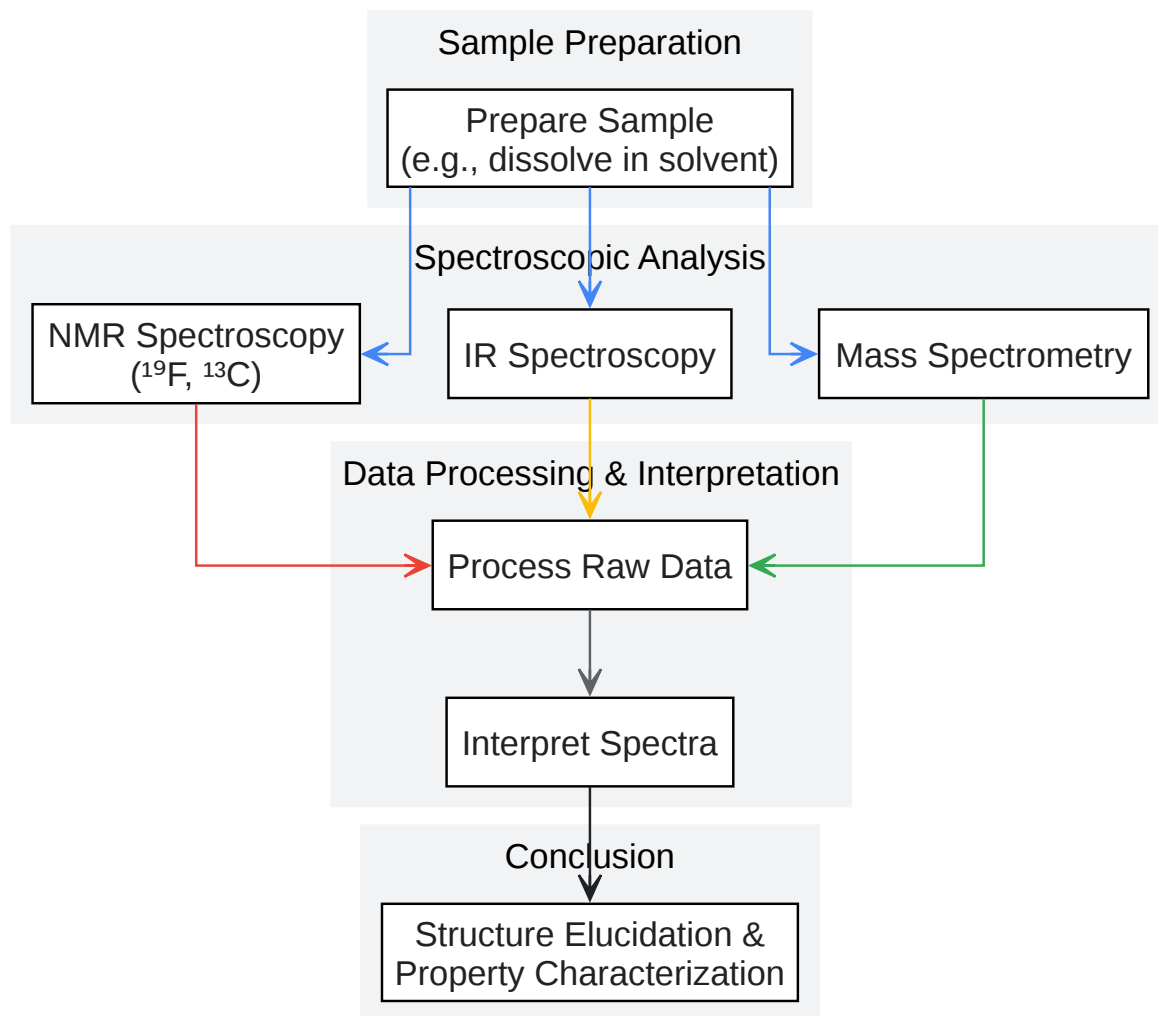 Sample Preparation
Prepare Sample
(e.g., dissolve in solvent)
Spectroscopic Analysis
NMR Spectroscopy
(¹⁹F, ¹³C)
IR Spectroscopy
Mass Spectrometry
Data Processing & Interpretation
Process Raw Data
Interpret Spectra
Conclusion
Structure Elucidation &
Property Characterization